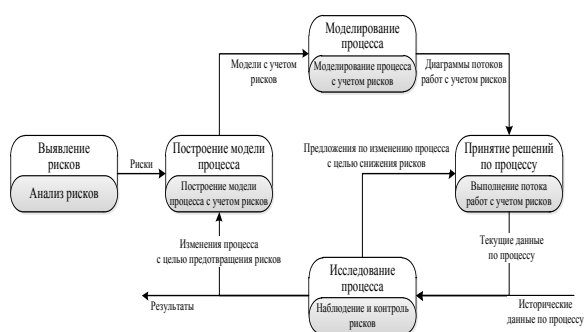 Моделирование
процесса
Моделирование процесса
с учетом рисков
Модели с учетом
рисков
Диаграммы потоков
работ с учетом рисков
Выявление
рисков
Анализ рисков
Риски
Построение модели
процесса
Построение модели
процесса с учетом рисков
Предложения по изменению процесса
с целью снижения рисков
Принятие решений
по процессу
Выполнение потока
работ с учетом рисков
Изменения процесса
с целью предотвращения рисков
Текущие данные
по процессу
Исследование
процесса
Наблюдение и контроль
рисков
Результаты
Исторические
данные по процессу